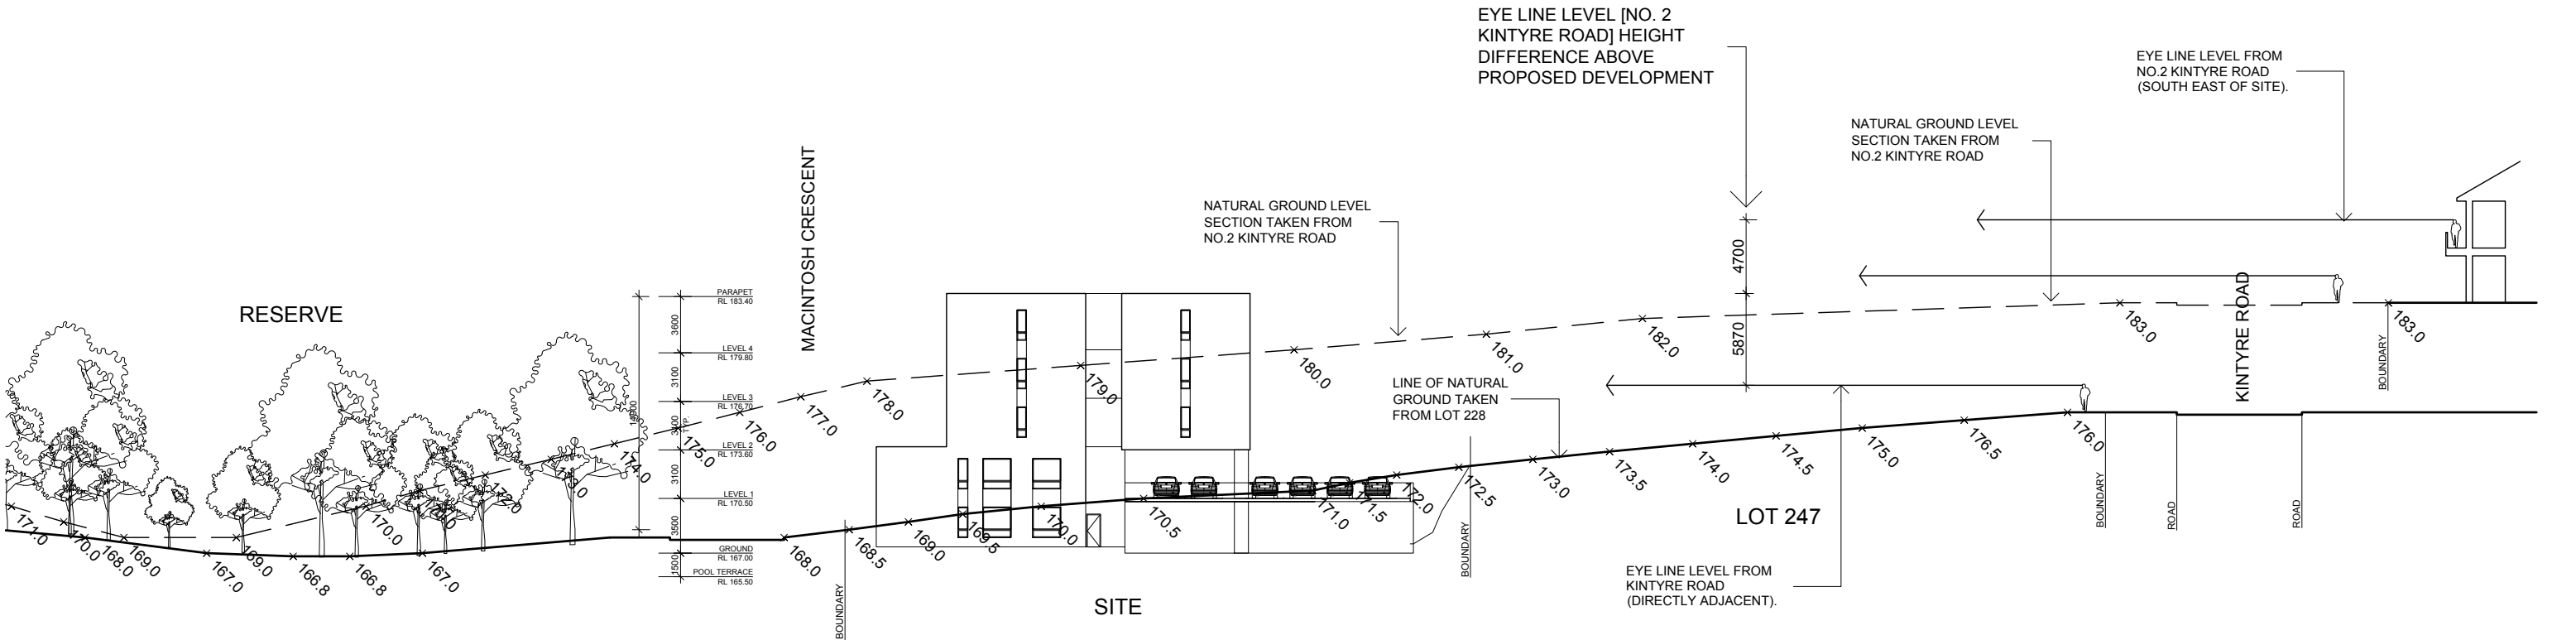 EYE LINE LEVEL [NO. 2
KINTYRE ROAD] HEIGHT
DIFFERENCE ABOVE
PROPOSED DEVELOPMENT
EYE LINE LEVEL FROM
NO.2 KINTYRE ROAD
(SOUTH EAST OF SITE).
NATURAL GROUND LEVEL
SECTION TAKEN FROM
NO.2 KINTYRE ROAD
NATURAL GROUND LEVEL
SECTION TAKEN FROM
NO.2 KINTYRE ROAD
MACINTOSH CRESCENT
RESERVE
PARAPET
RL 183.40
3600
LEVEL 4
RL 179.80
3100
LEVEL 3
RL 176.70
3100
LEVEL 2
RL 173.60
3100
LEVEL 1
RL 170.50
3500
GROUND
RL 167.00
1500
POOL TERRACE
RL 165.50
4700
5870
LINE OF NATURAL
GROUND TAKEN
FROM LOT 228
KINTYRE ROAD
174.0
175.0
176.0
177.0
178.0
179.0
180.0
181.0
182.0
183.0
183.0
BOUNDARY
171.0
170.0
168.0
169.0
167.0
169.0
166.8
166.8
170.0
167.0
172.0
173.0
168.0
168.5
169.0
169.5
170.0
170.5
171.0
171.5
172.0
172.5
173.0
173.5
174.0
174.5
175.0
176.5
176.0
BOUNDARY
BOUNDARY
BOUNDARY
ROAD
ROAD
LOT 247
EYE LINE LEVEL FROM
KINTYRE ROAD
(DIRECTLY ADJACENT).
SITE